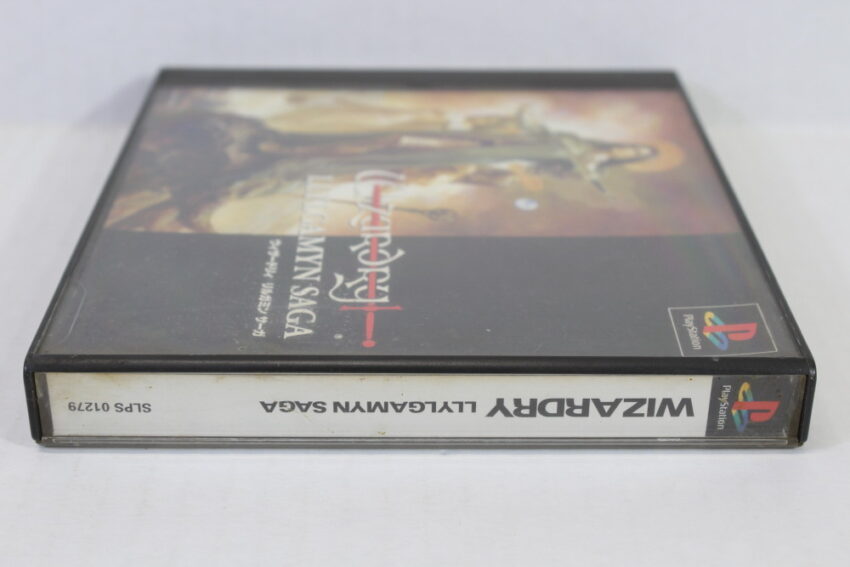 Wizardry
LLYLGAMYN SAGA
ウィザードリィ リルガミン サーガ
PlayStation
PlayStation
WIZARDRY LLYLGAMYN SAGA
SLPS 01279